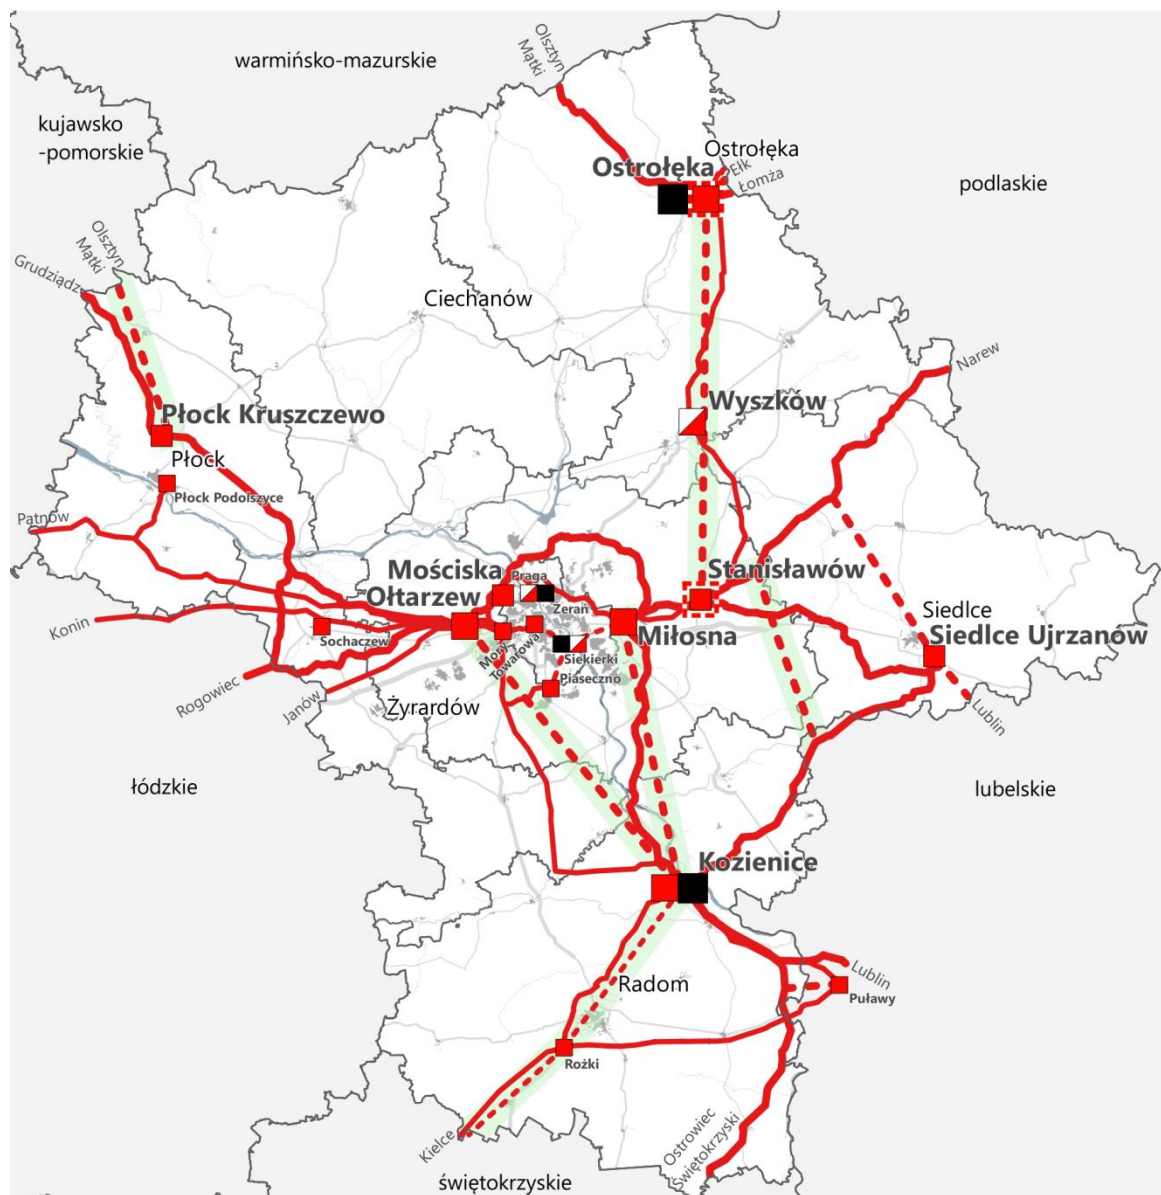 warmińsko-mazurskie
kujawsko
-pomorskie
Olsztyn
Mątki
Ostrołęka
Ostrołęka
Ełk
Łomża
podlaskie
Olsztyn
Mątki
Grudziądz
Ciechanów
Narew
Płock Kruszczewo
Wyszków
Płock
Płock Podolszyce
Patnów
Mościska
Praga
Ołtarzew
Żerań
Stanisławów
Siedlce
Siedlce Ujrzanów
Konin
Sochaczew
Mory
Towarowa
Siekierki
Miłosna
Piaseczno
Rogowiec
Janów
Żyrardów
Lublin
łódzkie
lubelskie
Kozienice
Radom
Lublin
Puławy
Rożki
Kielce
Ostrowiec
Świętokrzyski
świętokrzyskie